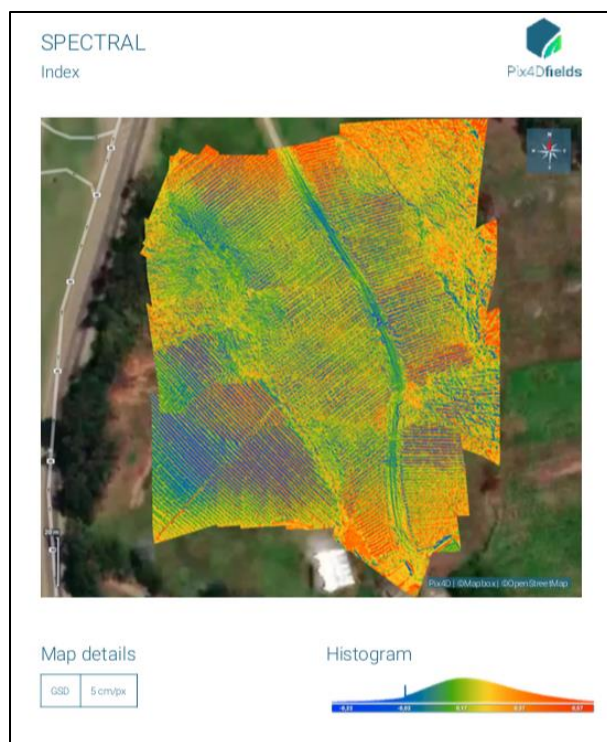 SPECTRAL
Index
Pix4Dfields
N
Pix4D | ©Mapbox | ©OpenStreetMap
Map details
Histogram
GSD
5 cm/px